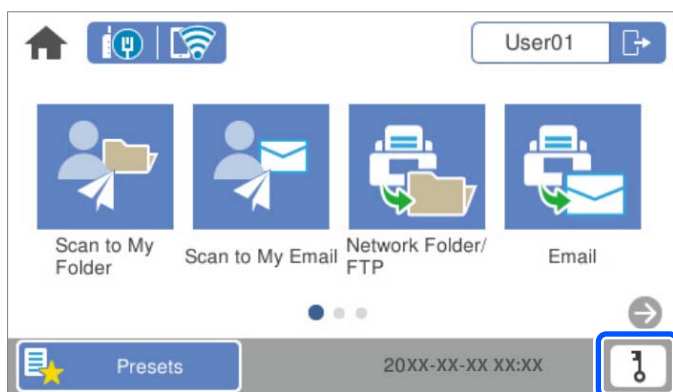 User01
Scan to My
Folder
Scan to My Email
Network Folder/
FTP
Email
Presets
20XX-XX-XX XX:XX